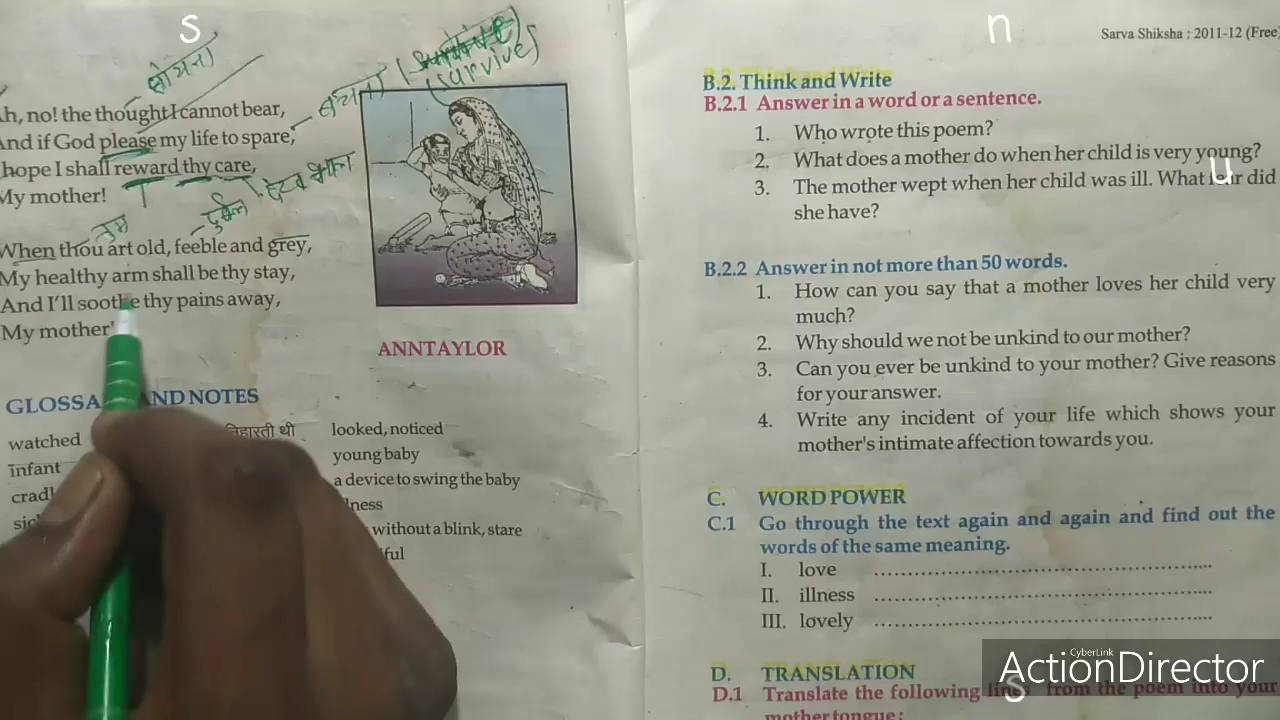 s
सोचना
बचाना (survive)
h, no! the thought I cannot bear,
And if God please my life to spare,
hope I shall reward thy care,
My mother!
तुम
दुर्बल
When thou art old, feeble and grey,
My healthy arm shall be thy stay,
And I'll soothe thy pains away,
My mother!
ANNTAYLOR
GLOSSA ND NOTES
watched निहारती थी looked, noticed
infant young baby
cradl a device to swing the baby
sic lness
without a blink, stare
iful
n
Sarva Shiksha : 2011-12 (Free)
B.2. Think and Write
B.2.1 Answer in a word or a sentence.
1. Who wrote this poem?
2. What does a mother do when her child is very young?
u
3. The mother wept when her child was ill. What fear did
she have?
B.2.2 Answer in not more than 50 words.
1. How can you say that a mother loves her child very
much?
2. Why should we not be unkind to our mother?
3. Can you ever be unkind to your mother? Give reasons
for your answer.
4. Write any incident of your life which shows your
mother's intimate affection towards you.
C. WORD POWER
C.1 Go through the text again and again and find out the
words of the same meaning.
I. love ..........................................................
II. illness ..........................................................
III. lovely ..........................................................
D. TRANSLATION
D.1 Translate the following lines from the poem into your
mother tongue:
CyberLink
ActionDirector
s